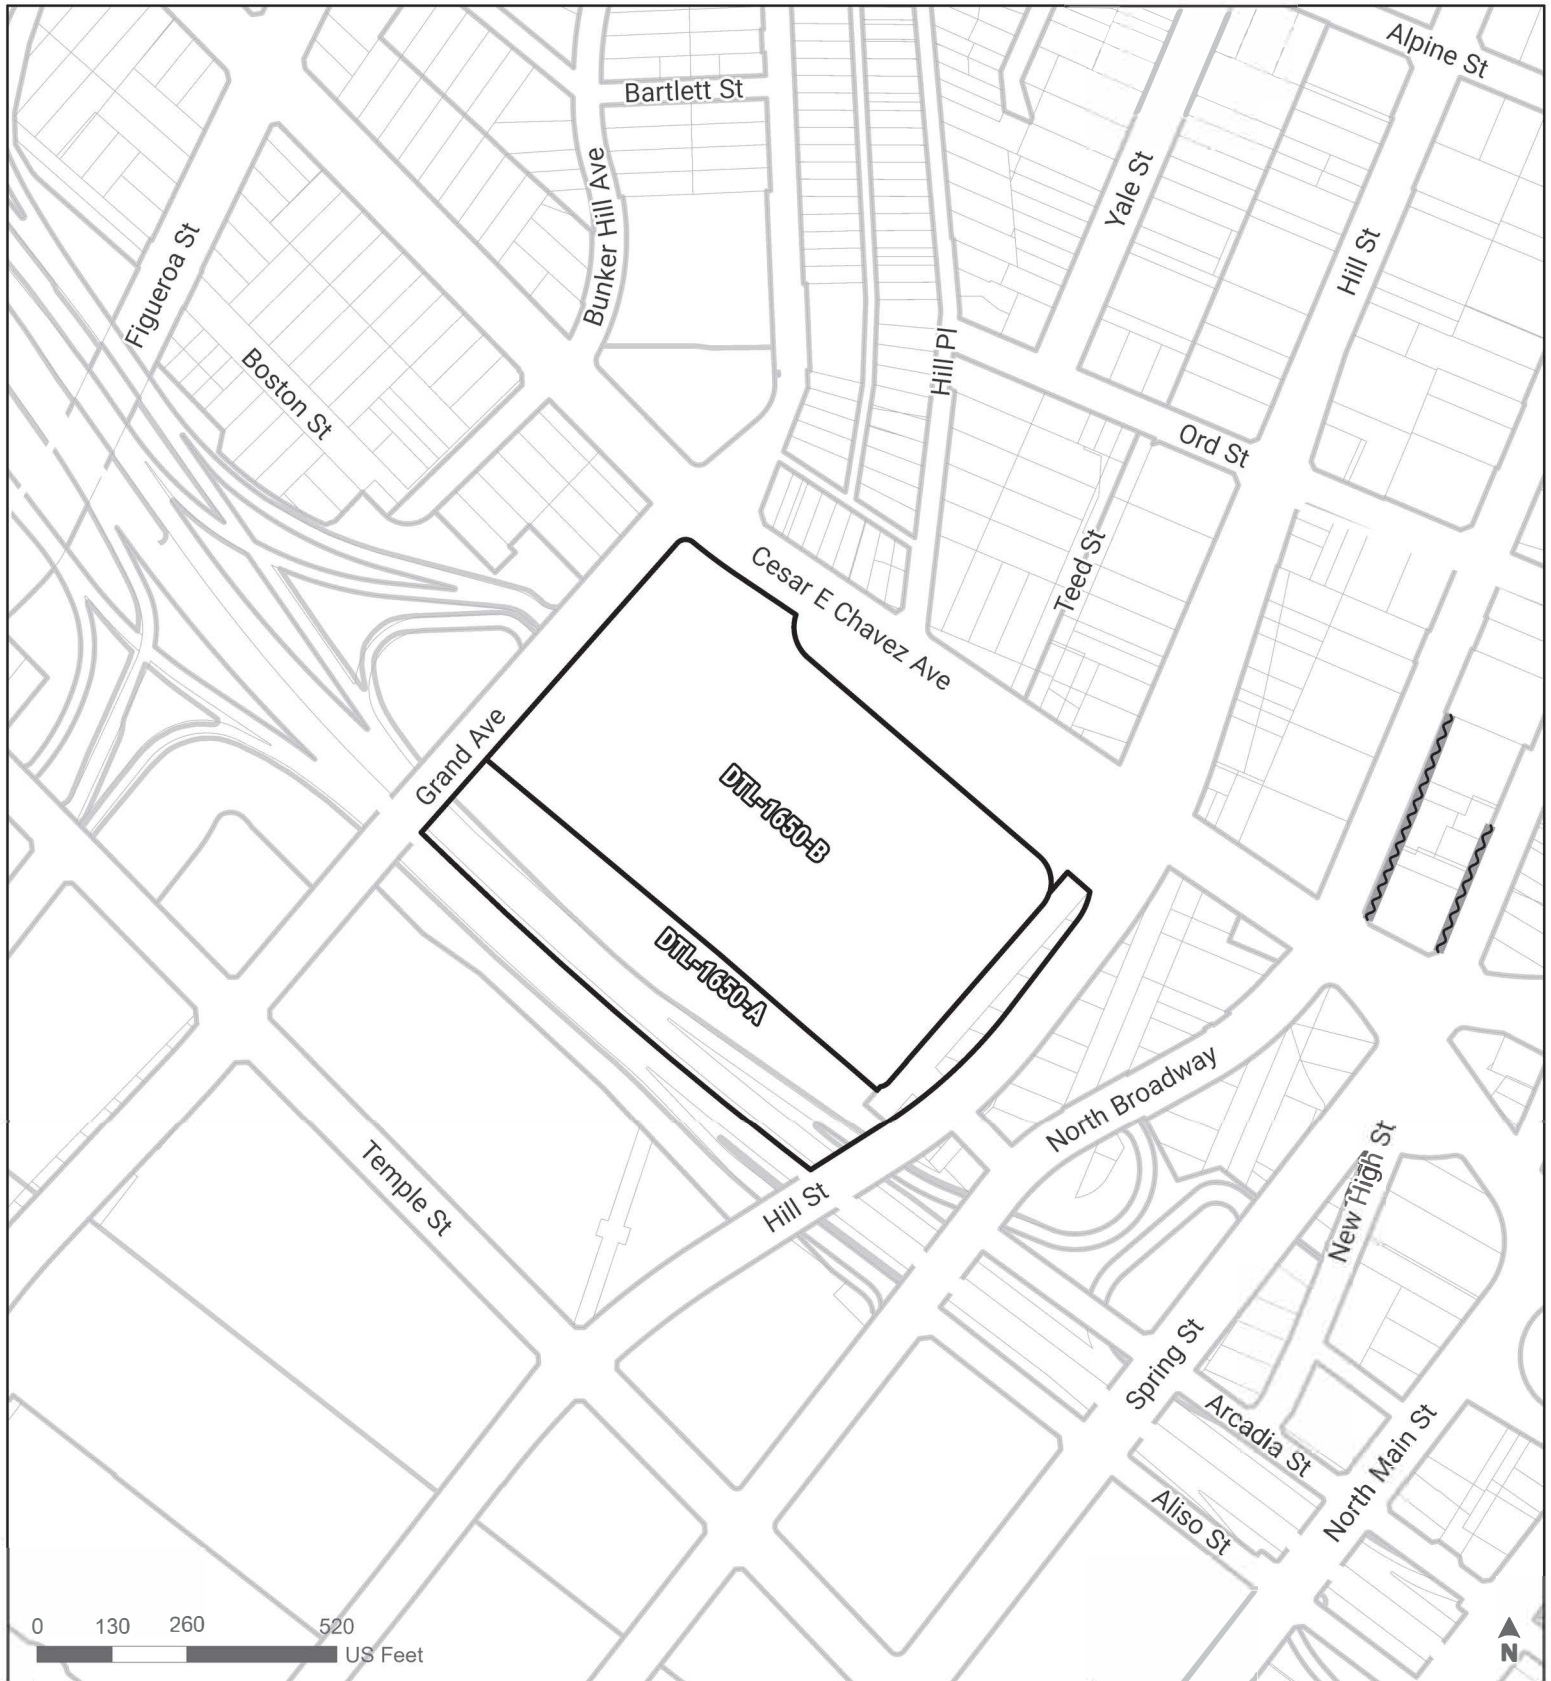 Alpine St
Bartlett St
Yale St
Bunker Hill Ave
Figueroa St
Hill St
Hill Pl
Boston St
Ord St
Teed St
Cesar E Chavez Ave
Grand Ave
DTL-1650-B
DTL-1650-A
North Broadway
Temple St
New High St
Hill St
Spring St
Arcadia St
North Main St
Aliso St
0 130 260 520
US Feet
N